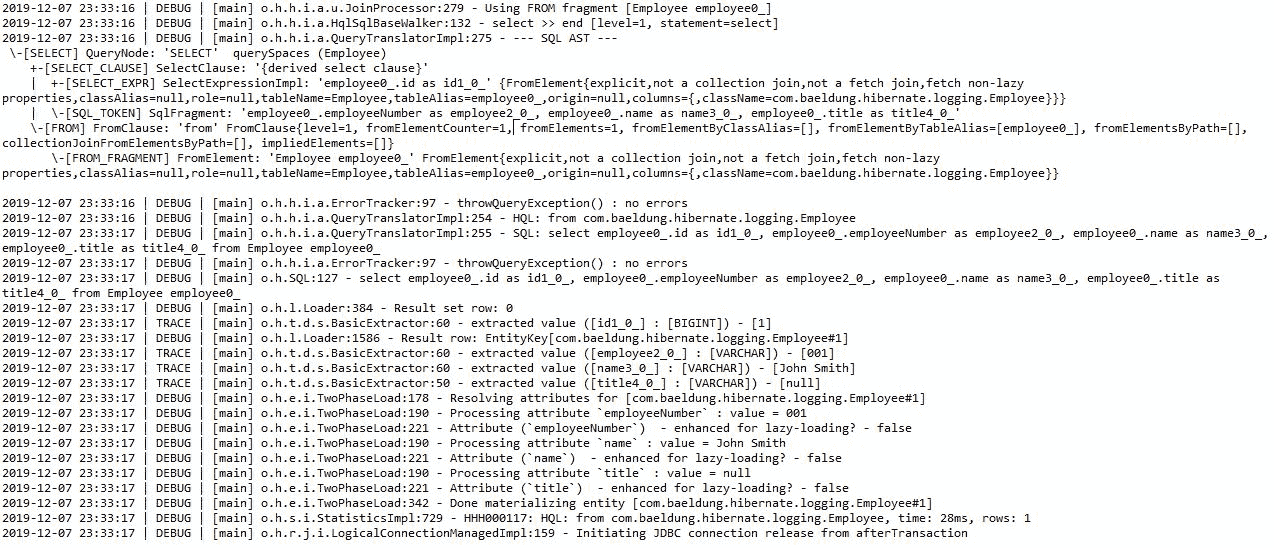 2019-12-07 23:33:16 | DEBUG | [main] o.h.h.i.a.u.JoinProcessor:279 - Using FROM fragment [Employee employee0_]
2019-12-07 23:33:16 | DEBUG | [main] o.h.h.i.a.HqlSqlBaseWalker:132 - select >> end [level=1, statement=select]
2019-12-07 23:33:16 | DEBUG | [main] o.h.h.i.a.QueryTranslatorImpl:275 - --- SQL AST ---
 \-[SELECT] QueryNode: 'SELECT'  querySpaces (Employee)
    +-[SELECT_CLAUSE] SelectClause: '{derived select clause}'
    |  +-[SELECT_EXPR] SelectExpressionImpl: 'employee0_.id as id1_0_' {FromElement{explicit,not a collection join,not a fetch join,fetch non-lazy
properties,classAlias=null,role=null,tableName=Employee,tableAlias=employee0_,origin=null,columns={,className=com.baeldung.hibernate.logging.Employee}}}
    |  \-[SQL_TOKEN] SqlFragment: 'employee0_.employeeNumber as employee2_0_, employee0_.name as name3_0_, employee0_.title as title4_0_'
    \-[FROM] FromClause: 'from' FromClause{level=1, fromElementCounter=1, fromElements=1, fromElementByClassAlias=[], fromElementByTableAlias=[employee0_], fromElementsByPath=[],
collectionJoinFromElementsByPath=[], impliedElements=[]}
       \-[FROM_FRAGMENT] FromElement: 'Employee employee0_' FromElement{explicit,not a collection join,not a fetch join,fetch non-lazy
properties,classAlias=null,role=null,tableName=Employee,tableAlias=employee0_,origin=null,columns={,className=com.baeldung.hibernate.logging.Employee}}
2019-12-07 23:33:16 | DEBUG | [main] o.h.h.i.a.ErrorTracker:97 - throwQueryException() : no errors
2019-12-07 23:33:16 | DEBUG | [main] o.h.h.i.a.QueryTranslatorImpl:254 - HQL: from com.baeldung.hibernate.logging.Employee
2019-12-07 23:33:17 | DEBUG | [main] o.h.h.i.a.QueryTranslatorImpl:255 - SQL: select employee0_.id as id1_0_, employee0_.employeeNumber as employee2_0_, employee0_.name as name3_0_,
employee0_.title as title4_0_ from Employee employee0_
2019-12-07 23:33:17 | DEBUG | [main] o.h.h.i.a.ErrorTracker:97 - throwQueryException() : no errors
2019-12-07 23:33:17 | DEBUG | [main] o.h.SQL:127 - select employee0_.id as id1_0_, employee0_.employeeNumber as employee2_0_, employee0_.name as name3_0_, employee0_.title as
title4_0_ from Employee employee0_
2019-12-07 23:33:17 | DEBUG | [main] o.h.l.Loader:384 - Result set row: 0
2019-12-07 23:33:17 | TRACE | [main] o.h.t.d.s.BasicExtractor:60 - extracted value ([id1_0_] : [BIGINT]) - [1]
2019-12-07 23:33:17 | DEBUG | [main] o.h.l.Loader:1586 - Result row: EntityKey[com.baeldung.hibernate.logging.Employee#1]
2019-12-07 23:33:17 | TRACE | [main] o.h.t.d.s.BasicExtractor:60 - extracted value ([employee2_0_] : [VARCHAR]) - [001]
2019-12-07 23:33:17 | TRACE | [main] o.h.t.d.s.BasicExtractor:60 - extracted value ([name3_0_] : [VARCHAR]) - [John Smith]
2019-12-07 23:33:17 | TRACE | [main] o.h.t.d.s.BasicExtractor:50 - extracted value ([title4_0_] : [VARCHAR]) - [null]
2019-12-07 23:33:17 | DEBUG | [main] o.h.e.i.TwoPhaseLoad:178 - Resolving attributes for [com.baeldung.hibernate.logging.Employee#1]
2019-12-07 23:33:17 | DEBUG | [main] o.h.e.i.TwoPhaseLoad:190 - Processing attribute `employeeNumber` : value = 001
2019-12-07 23:33:17 | DEBUG | [main] o.h.e.i.TwoPhaseLoad:221 - Attribute (`employeeNumber`)  - enhanced for lazy-loading? - false
2019-12-07 23:33:17 | DEBUG | [main] o.h.e.i.TwoPhaseLoad:190 - Processing attribute `name` : value = John Smith
2019-12-07 23:33:17 | DEBUG | [main] o.h.e.i.TwoPhaseLoad:221 - Attribute (`name`)  - enhanced for lazy-loading? - false
2019-12-07 23:33:17 | DEBUG | [main] o.h.e.i.TwoPhaseLoad:190 - Processing attribute `title` : value = null
2019-12-07 23:33:17 | DEBUG | [main] o.h.e.i.TwoPhaseLoad:221 - Attribute (`title`)  - enhanced for lazy-loading? - false
2019-12-07 23:33:17 | DEBUG | [main] o.h.e.i.TwoPhaseLoad:342 - Done materializing entity [com.baeldung.hibernate.logging.Employee#1]
2019-12-07 23:33:17 | DEBUG | [main] o.h.s.i.StatisticsImpl:729 - HHH000117: HQL: from com.baeldung.hibernate.logging.Employee, time: 28ms, rows: 1
2019-12-07 23:33:17 | DEBUG | [main] o.h.r.j.i.LogicalConnectionManagedImpl:159 - Initiating JDBC connection release from afterTransaction